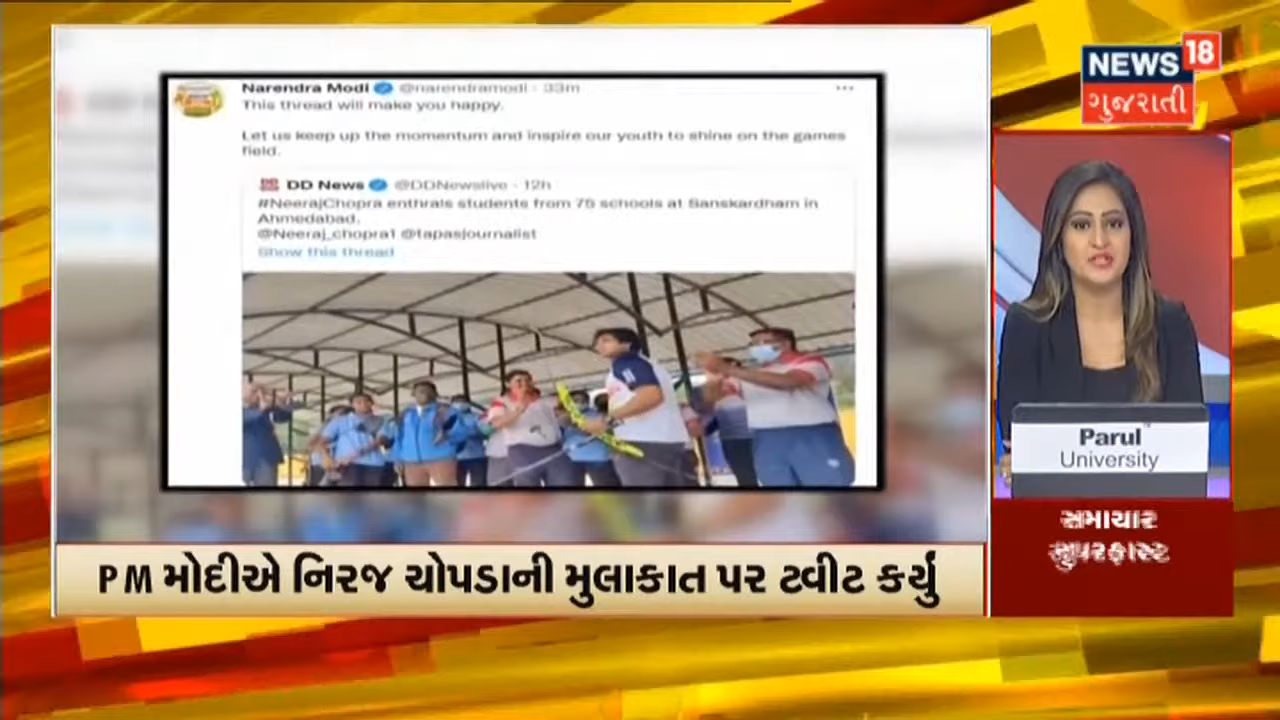 Narendra Modi @narendramodi · 33m
This thread will make you happy.
Let us keep up the momentum and inspire our youth to shine on the games
field.
DD News @DDNewslive · 12h
#NeerajChopra enthrals students from 75 schools at Sanskardham in
Ahmedabad.
@Neeraj_chopra1 @tapasjournalist
Show this thread
PM મોદીએ નિરજ ચોપડાની મુલાકાત પર ટ્વીટ કર્યું
NEWS 18
ગુજરાતી
Parul
University
સમાચાર
સુપરફાસ્ટ